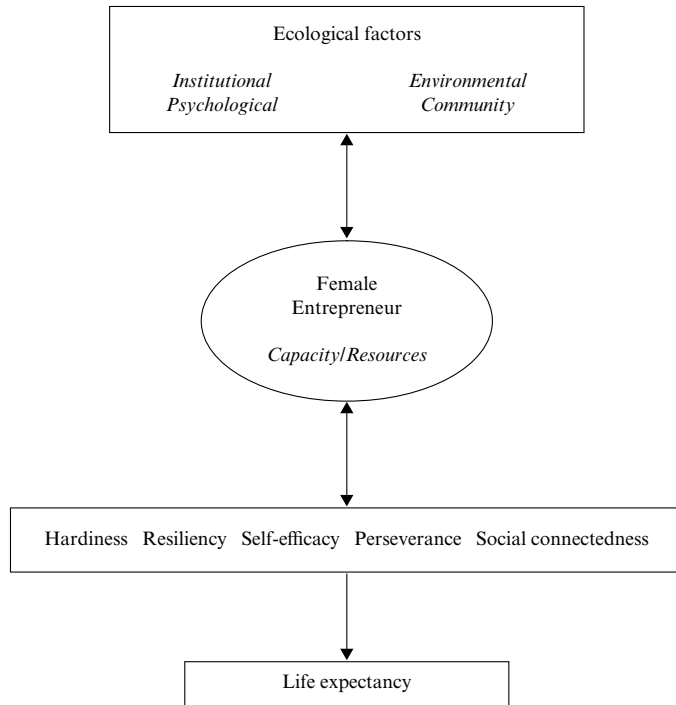 Ecological factors
Institutional Environmental
Psychological Community
Female
Entrepreneur
Capacity/Resources
Hardiness Resiliency Self-efficacy Perseverance Social connectedness
Life expectancy